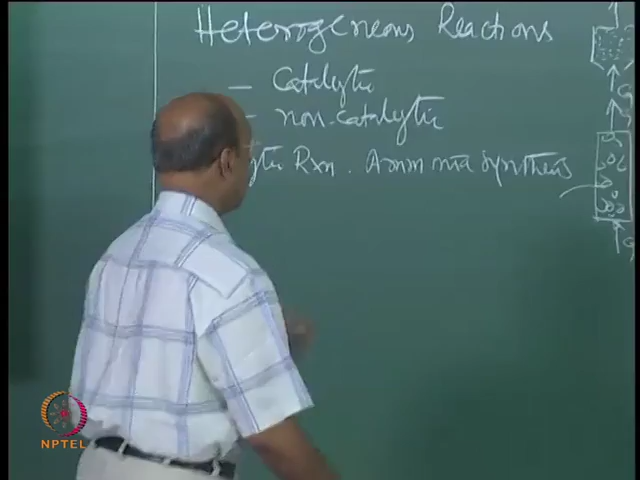 Heterogeneous Reactions
- Catalytic
- non-catalytic
Rxn. Ammonia synthesis
NPTEL